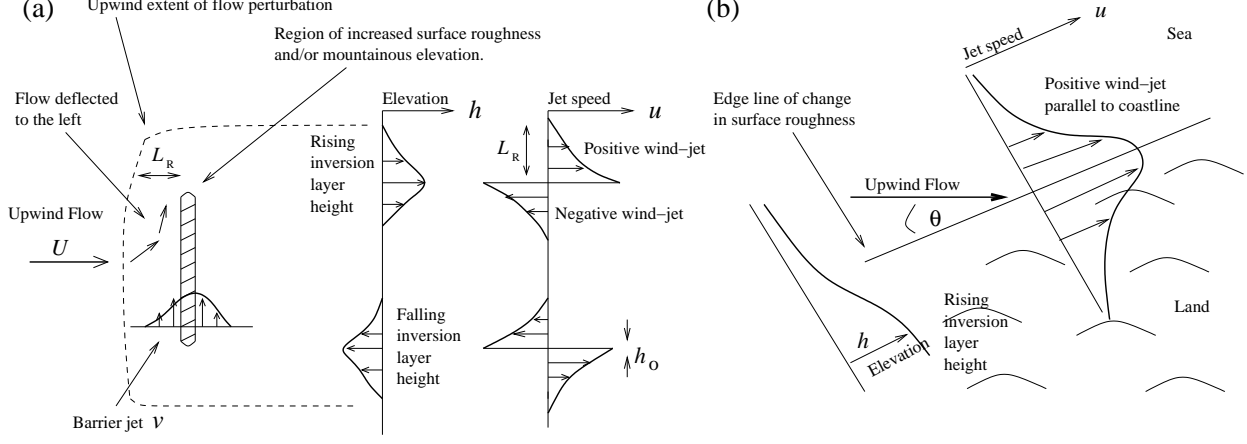 (a)
Upwind extent of flow perturbation
Region of increased surface roughness
and/or mountainous elevation.
Flow deflected
to the left
L R
Upwind Flow
U
Barrier jet v
Elevation
h
Rising
inversion
layer
height
Falling
inversion
layer
height
Jet speed
u
L R
Positive wind–jet
Negative wind–jet
h o
(b)
Jet speed
u
Sea
Positive wind–jet
parallel to coastline
Edge line of change
in surface roughness
Upwind Flow
θ
Land
Rising
inversion
layer
height
h
Elevation